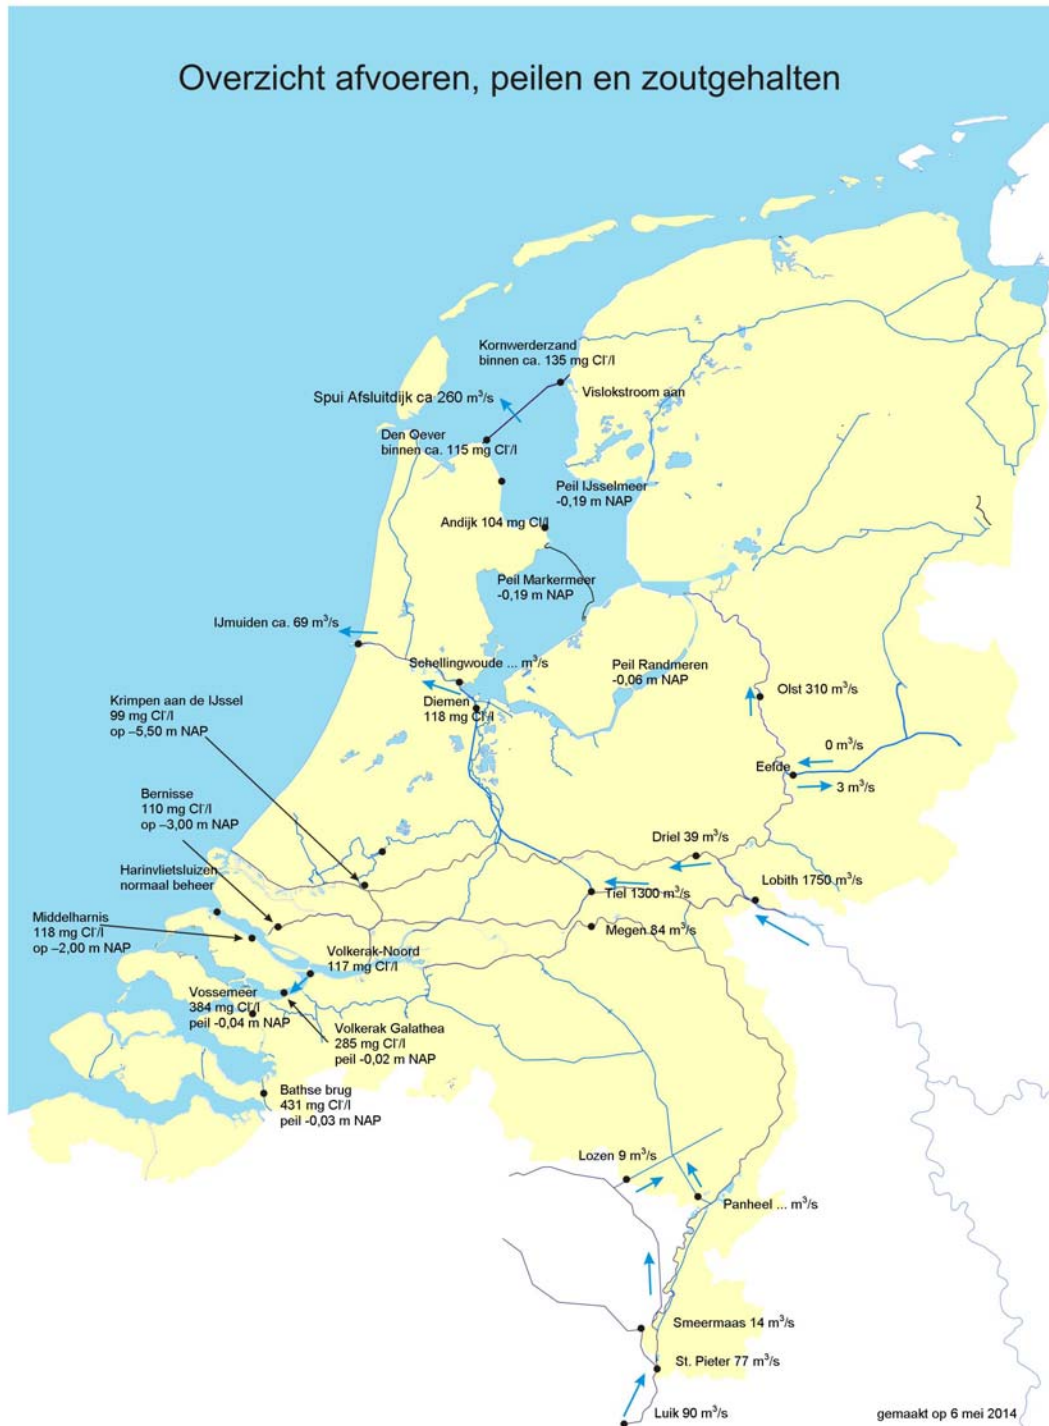 Overzicht afvoeren, peilen en zoutgehalten
Kornwerderzand
binnen ca. 135 mg Cl⁻/l
Vislokstroom aan
Spui Afsluitdijk ca 260 m³/s
Den Oever
binnen ca. 115 mg Cl⁻/l
Peil IJsselmeer
-0,19 m NAP
Andijk 104 mg Cl⁻/l
Peil Markermeer
-0,19 m NAP
IJmuiden ca. 69 m³/s
Schellingwoude ... m³/s
Peil Randmeren
-0,06 m NAP
Olst 310 m³/s
Diemen
118 mg Cl⁻/l
Krimpen aan de IJssel
99 mg Cl⁻/l
op –5,50 m NAP
0 m³/s
Eefde
3 m³/s
Bernisse
110 mg Cl⁻/l
op –3,00 m NAP
Driel 39 m³/s
Harinvlietsluizen
normaal beheer
Lobith 1750 m³/s
Tiel 1300 m³/s
Middelharnis
118 mg Cl⁻/l
op –2,00 m NAP
Megen 84 m³/s
Volkerak-Noord
117 mg Cl⁻/l
Vossemeer
384 mg Cl⁻/l
peil -0,04 m NAP
Volkerak Galathea
285 mg Cl⁻/l
peil -0,02 m NAP
Bathse brug
431 mg Cl⁻/l
peil -0,03 m NAP
Lozen 9 m³/s
Panheel ... m³/s
Smeermaas 14 m³/s
St. Pieter 77 m³/s
Luik 90 m³/s
gemaakt op 6 mei 2014